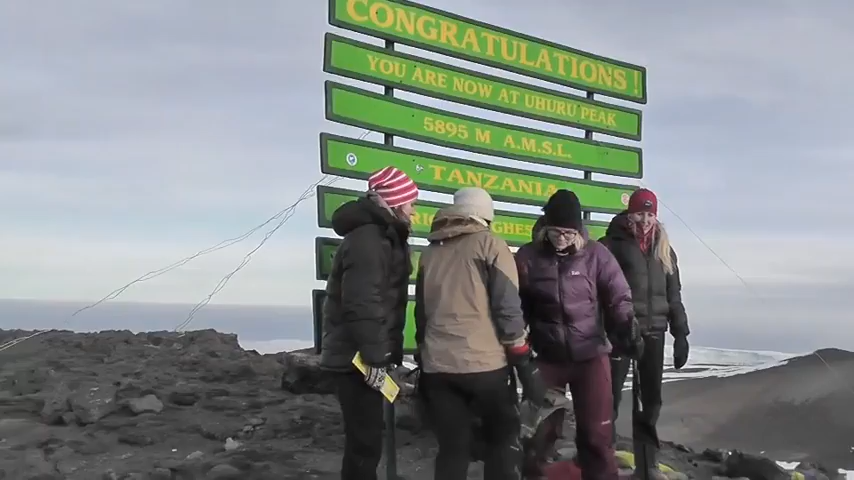 CONGRATULATIONS !
YOU ARE NOW AT UHURU PEAK
5895 M A.M.S.L.
TANZANIA